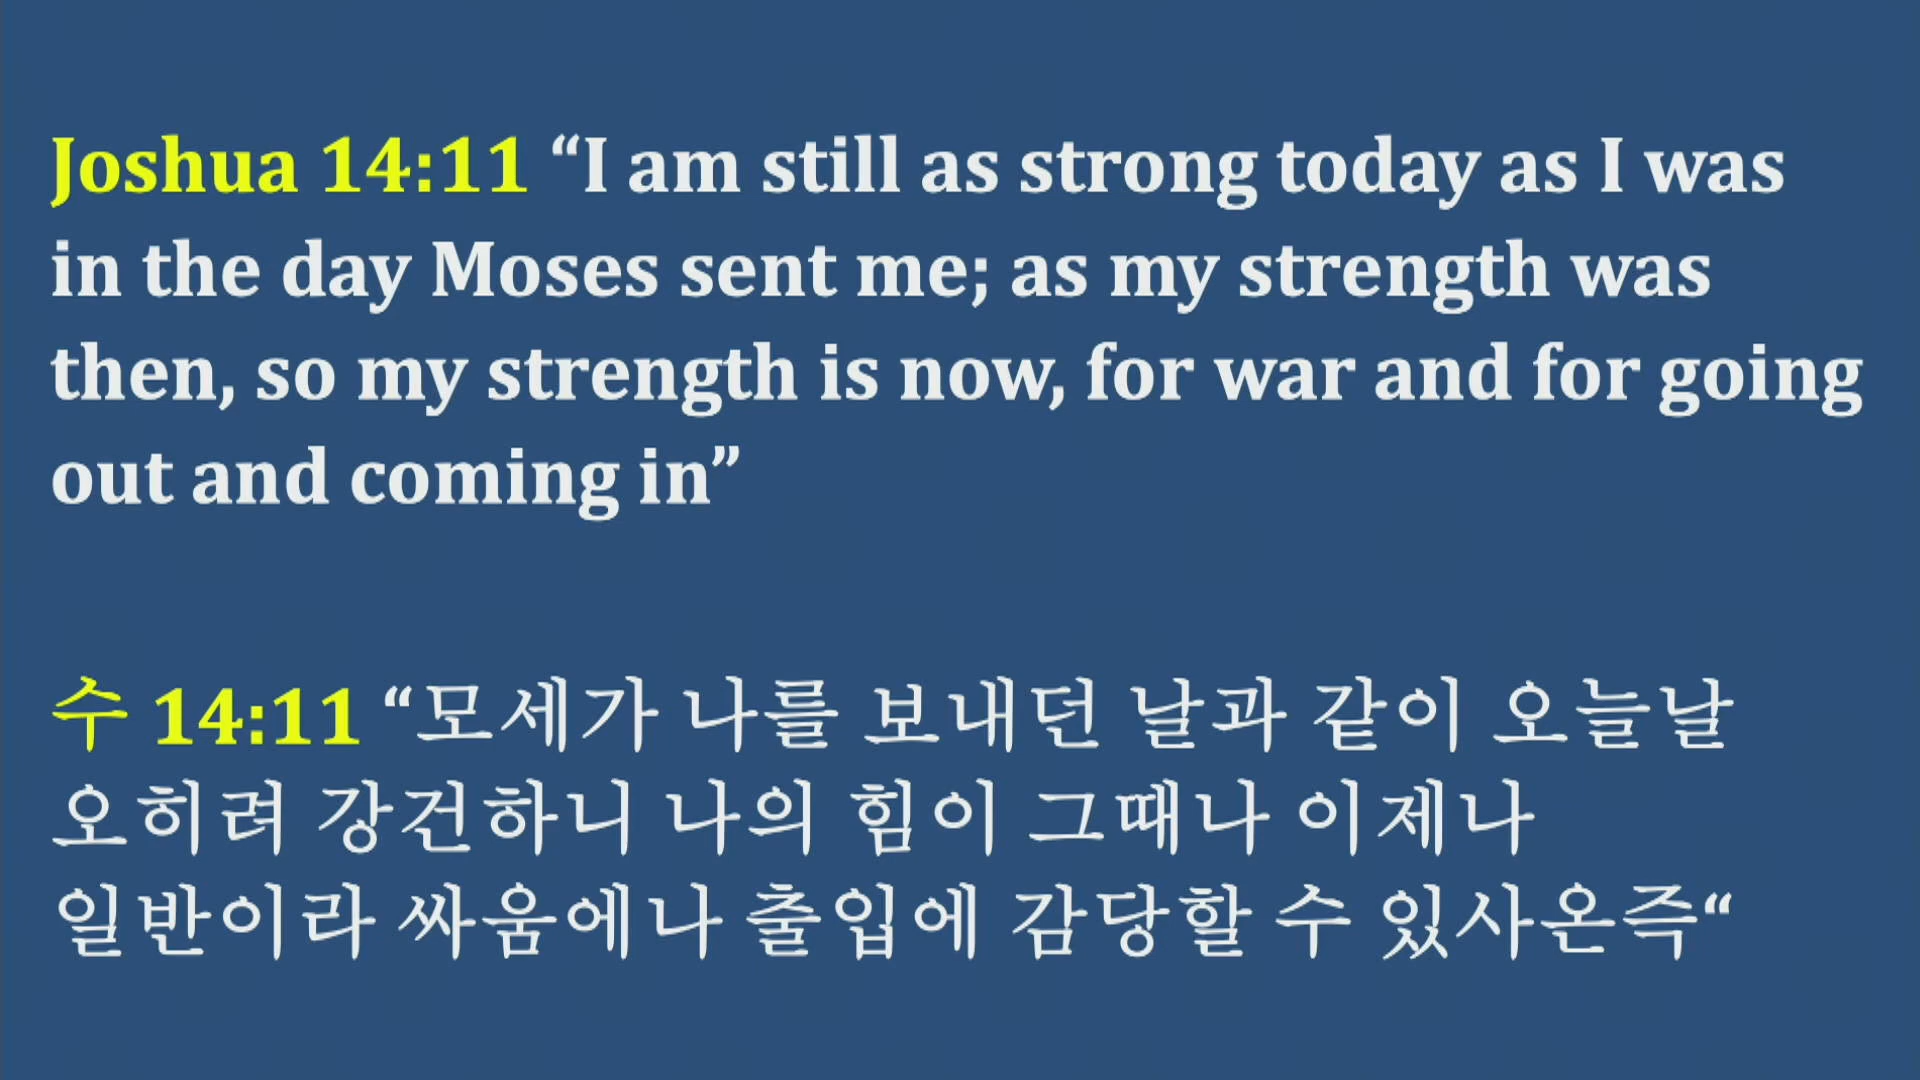 Joshua 14:11 “I am still as strong today as I was
in the day Moses sent me; as my strength was
then, so my strength is now, for war and for going
out and coming in”
수 14:11 “모세가 나를 보내던 날과 같이 오늘날
오히려 강건하니 나의 힘이 그때나 이제나
일반이라 싸움에나 출입에 감당할 수 있사온즉“